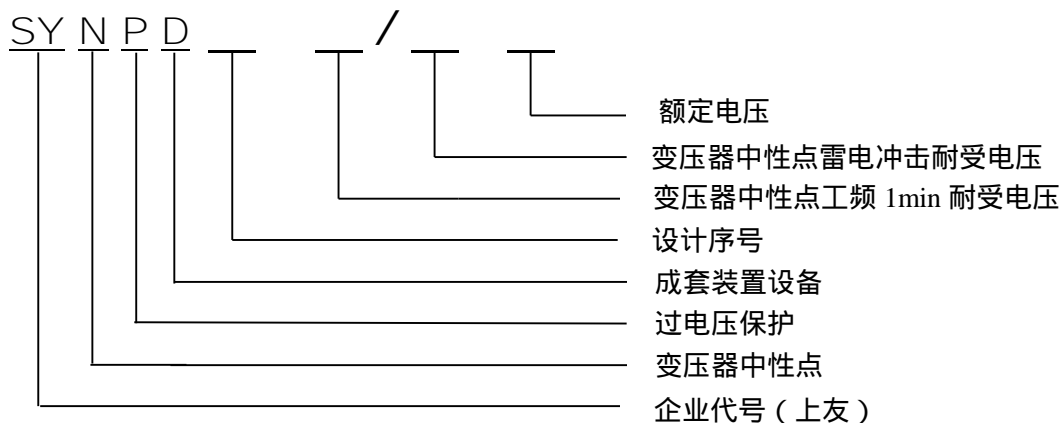 SY N P D /
额定电压
变压器中性点雷电冲击耐受电压
变压器中性点工频 1min 耐受电压
设计序号
成套装置设备
过电压保护
变压器中性点
企业代号（上友）